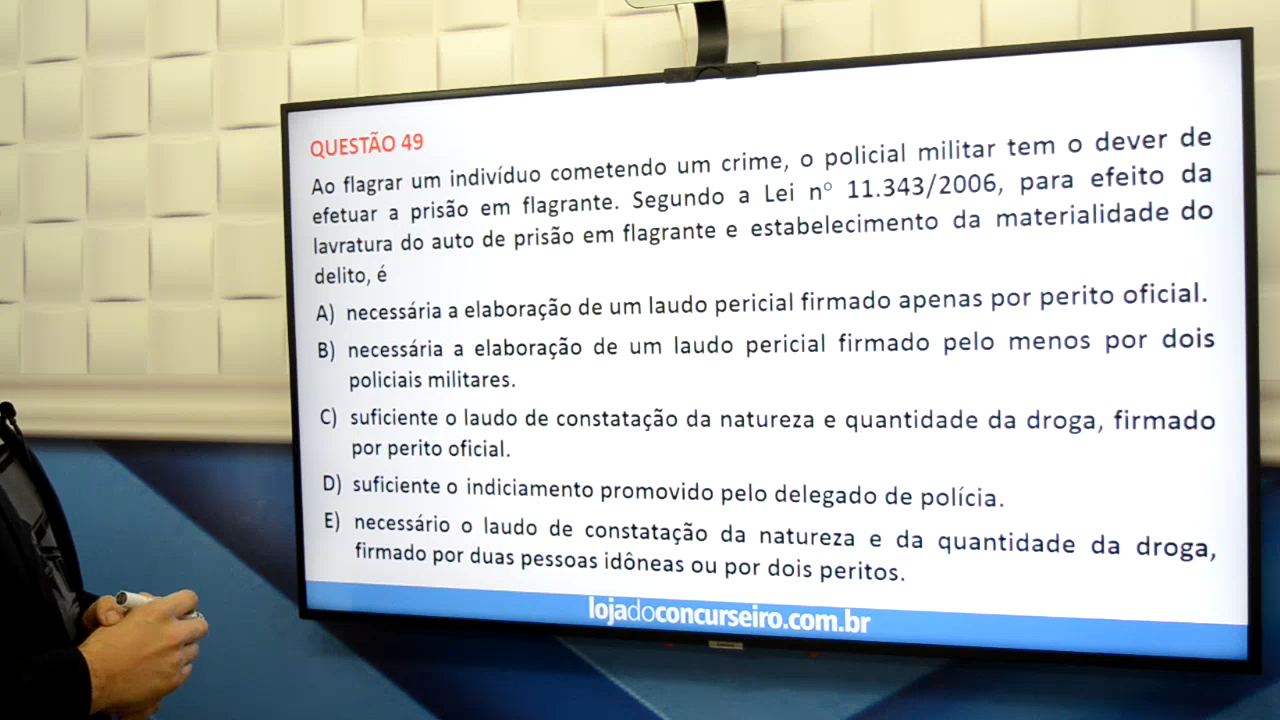 QUESTÃO 49
Ao flagrar um indivíduo cometendo um crime, o policial militar tem o dever de
efetuar a prisão em flagrante. Segundo a Lei nº 11.343/2006, para efeito da
lavratura do auto de prisão em flagrante e estabelecimento da materialidade do
delito, é
A) necessária a elaboração de um laudo pericial firmado apenas por perito oficial.
B) necessária a elaboração de um laudo pericial firmado pelo menos por dois
policiais militares.
C) suficiente o laudo de constatação da natureza e quantidade da droga, firmado
por perito oficial.
D) suficiente o indiciamento promovido pelo delegado de polícia.
E) necessário o laudo de constatação da natureza e da quantidade da droga,
firmado por duas pessoas idôneas ou por dois peritos.
lojadoconcurseiro.com.br